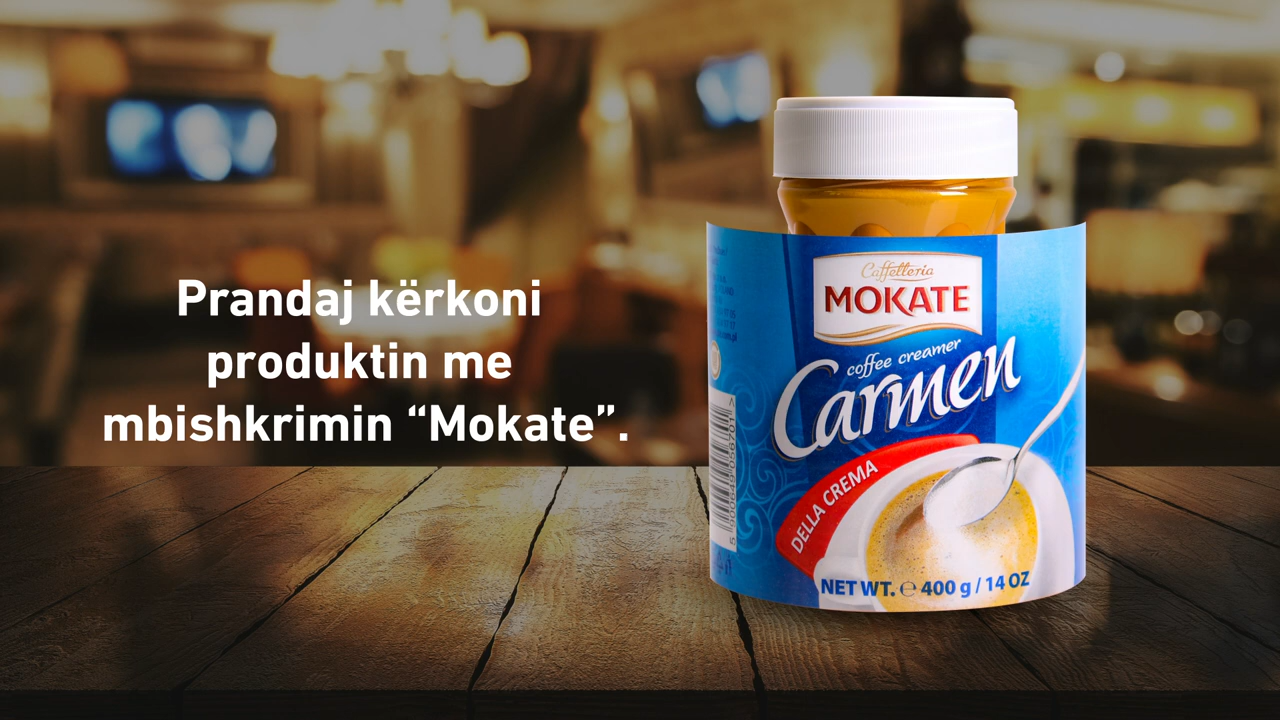 Prandaj kërkoni
produktin me
mbishkrimin “Mokate”.
Caffetteria
MOKATE
coffee creamer
Carmen
DELLA CREMA
NET WT. ℮ 400 g / 14 OZ